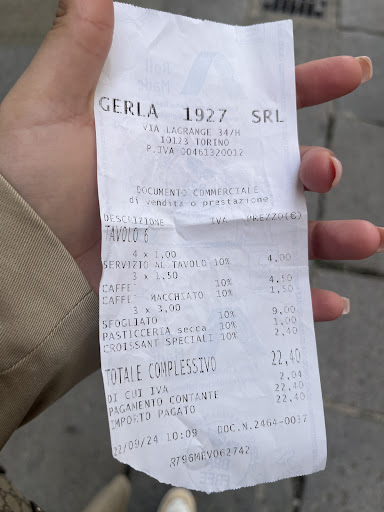 GERLA 1927 SRL
VIA LAGRANGE 34/H
10123 TORINO
P.IVA 00461320012
DOCUMENTO COMMERCIALE
di vendita o prestazione
DESCRIZIONE IVA PREZZO(€)
TAVOLO 6
4 x 1,00
SERVIZIO AL TAVOLO 10% 4,00
3 x 1,50
CAFFE' 10% 4,50
CAFFE' MACCHIATO 10% 1,50
3 x 3,00
SFOGLIATO 10% 9,00
PASTICCERIA secca 10% 1,00
CROISSANT SPECIALI 10% 2,40
TOTALE COMPLESSIVO 22,40
DI CUI IVA 2,04
PAGAMENTO CONTANTE 22,40
IMPORTO PAGATO 22,40
22/09/24 10:09 DOC.N.2464-0037